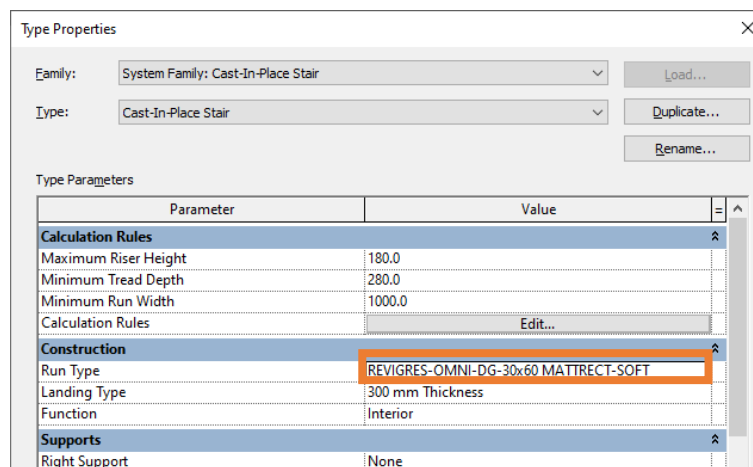 Type Properties
Family: System Family: Cast-In-Place Stair Load...
Type: Cast-In-Place Stair Duplicate...
Rename...
Type Parameters
Parameter Value =
Calculation Rules
Maximum Riser Height 180.0
Minimum Tread Depth 280.0
Minimum Run Width 1000.0
Calculation Rules Edit...
Construction
Run Type REVIGRES-OMNI-DG-30x60 MATTRECT-SOFT
Landing Type 300 mm Thickness
Function Interior
Supports
Right Support None